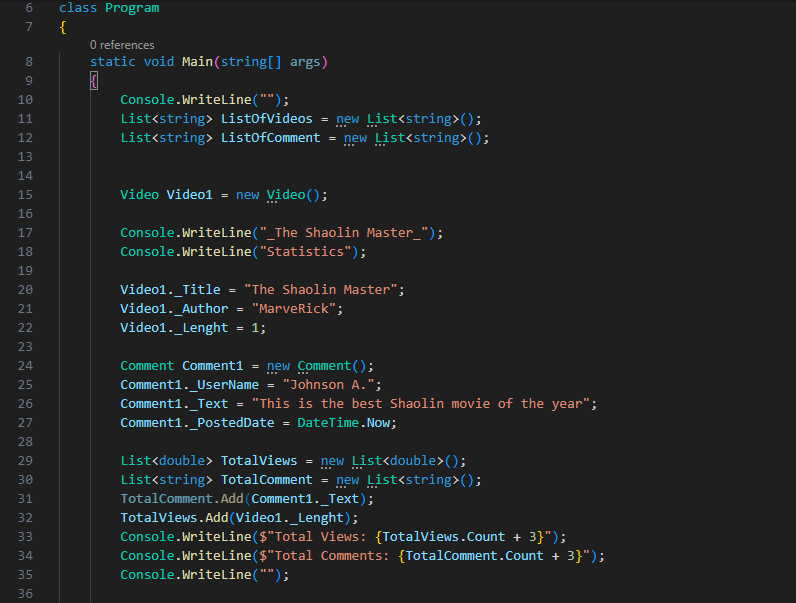 6 class Program
7 {
0 references
8 static void Main(string[] args)
9 {
10 Console.WriteLine("");
11 List<string> ListOfVideos = new List<string>();
12 List<string> ListOfComment = new List<string>();
13
14
15 Video Video1 = new Video();
16
17 Console.WriteLine("_The Shaolin Master_");
18 Console.WriteLine("Statistics");
19
20 Video1._Title = "The Shaolin Master";
21 Video1._Author = "MarveRick";
22 Video1._Lenght = 1;
23
24 Comment Comment1 = new Comment();
25 Comment1._UserName = "Johnson A.";
26 Comment1._Text = "This is the best Shaolin movie of the year";
27 Comment1._PostedDate = DateTime.Now;
28
29 List<double> TotalViews = new List<double>();
30 List<string> TotalComment = new List<string>();
31 TotalComment.Add(Comment1._Text);
32 TotalViews.Add(Video1._Lenght);
33 Console.WriteLine($"Total Views: {TotalViews.Count + 3}");
34 Console.WriteLine($"Total Comments: {TotalComment.Count + 3}");
35 Console.WriteLine("");
36